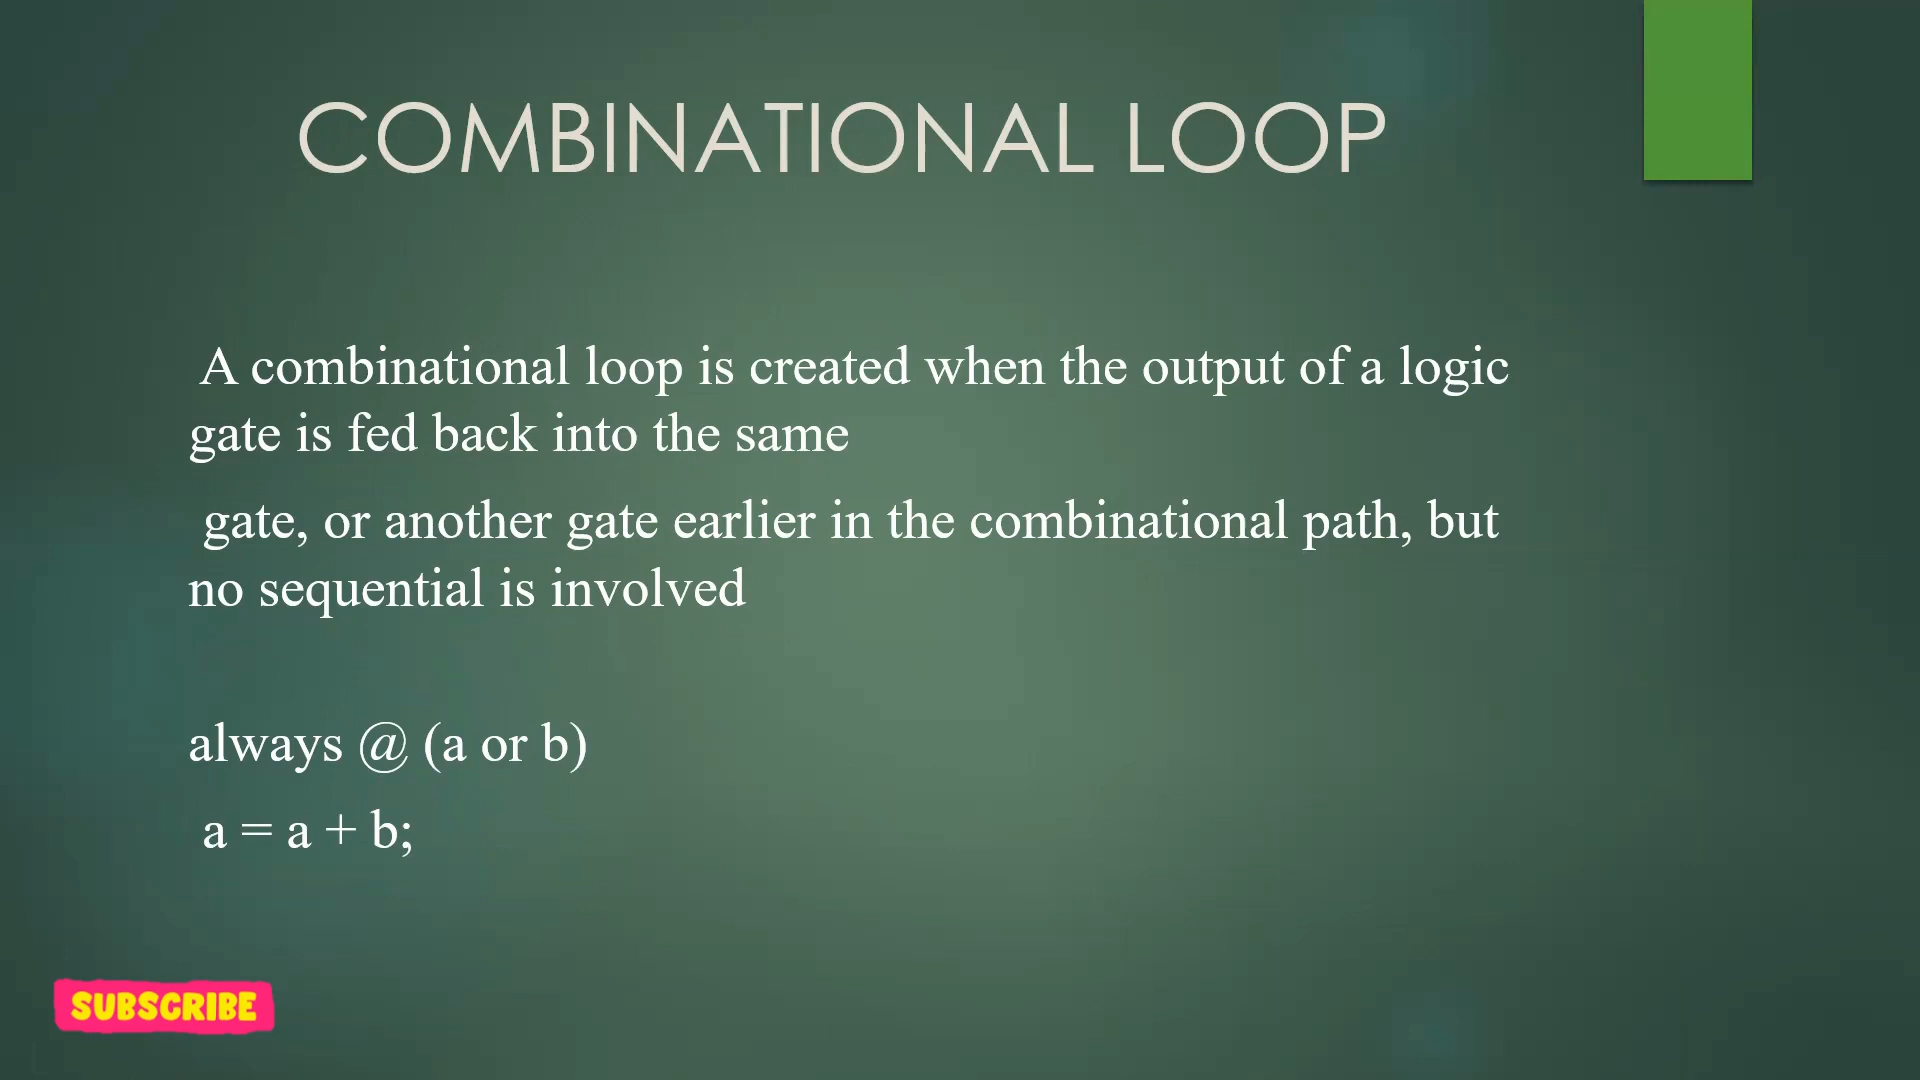 COMBINATIONAL LOOP
A combinational loop is created when the output of a logic
gate is fed back into the same
gate, or another gate earlier in the combinational path, but
no sequential is involved
always @ (a or b)
a = a + b;
SUBSCRIBE